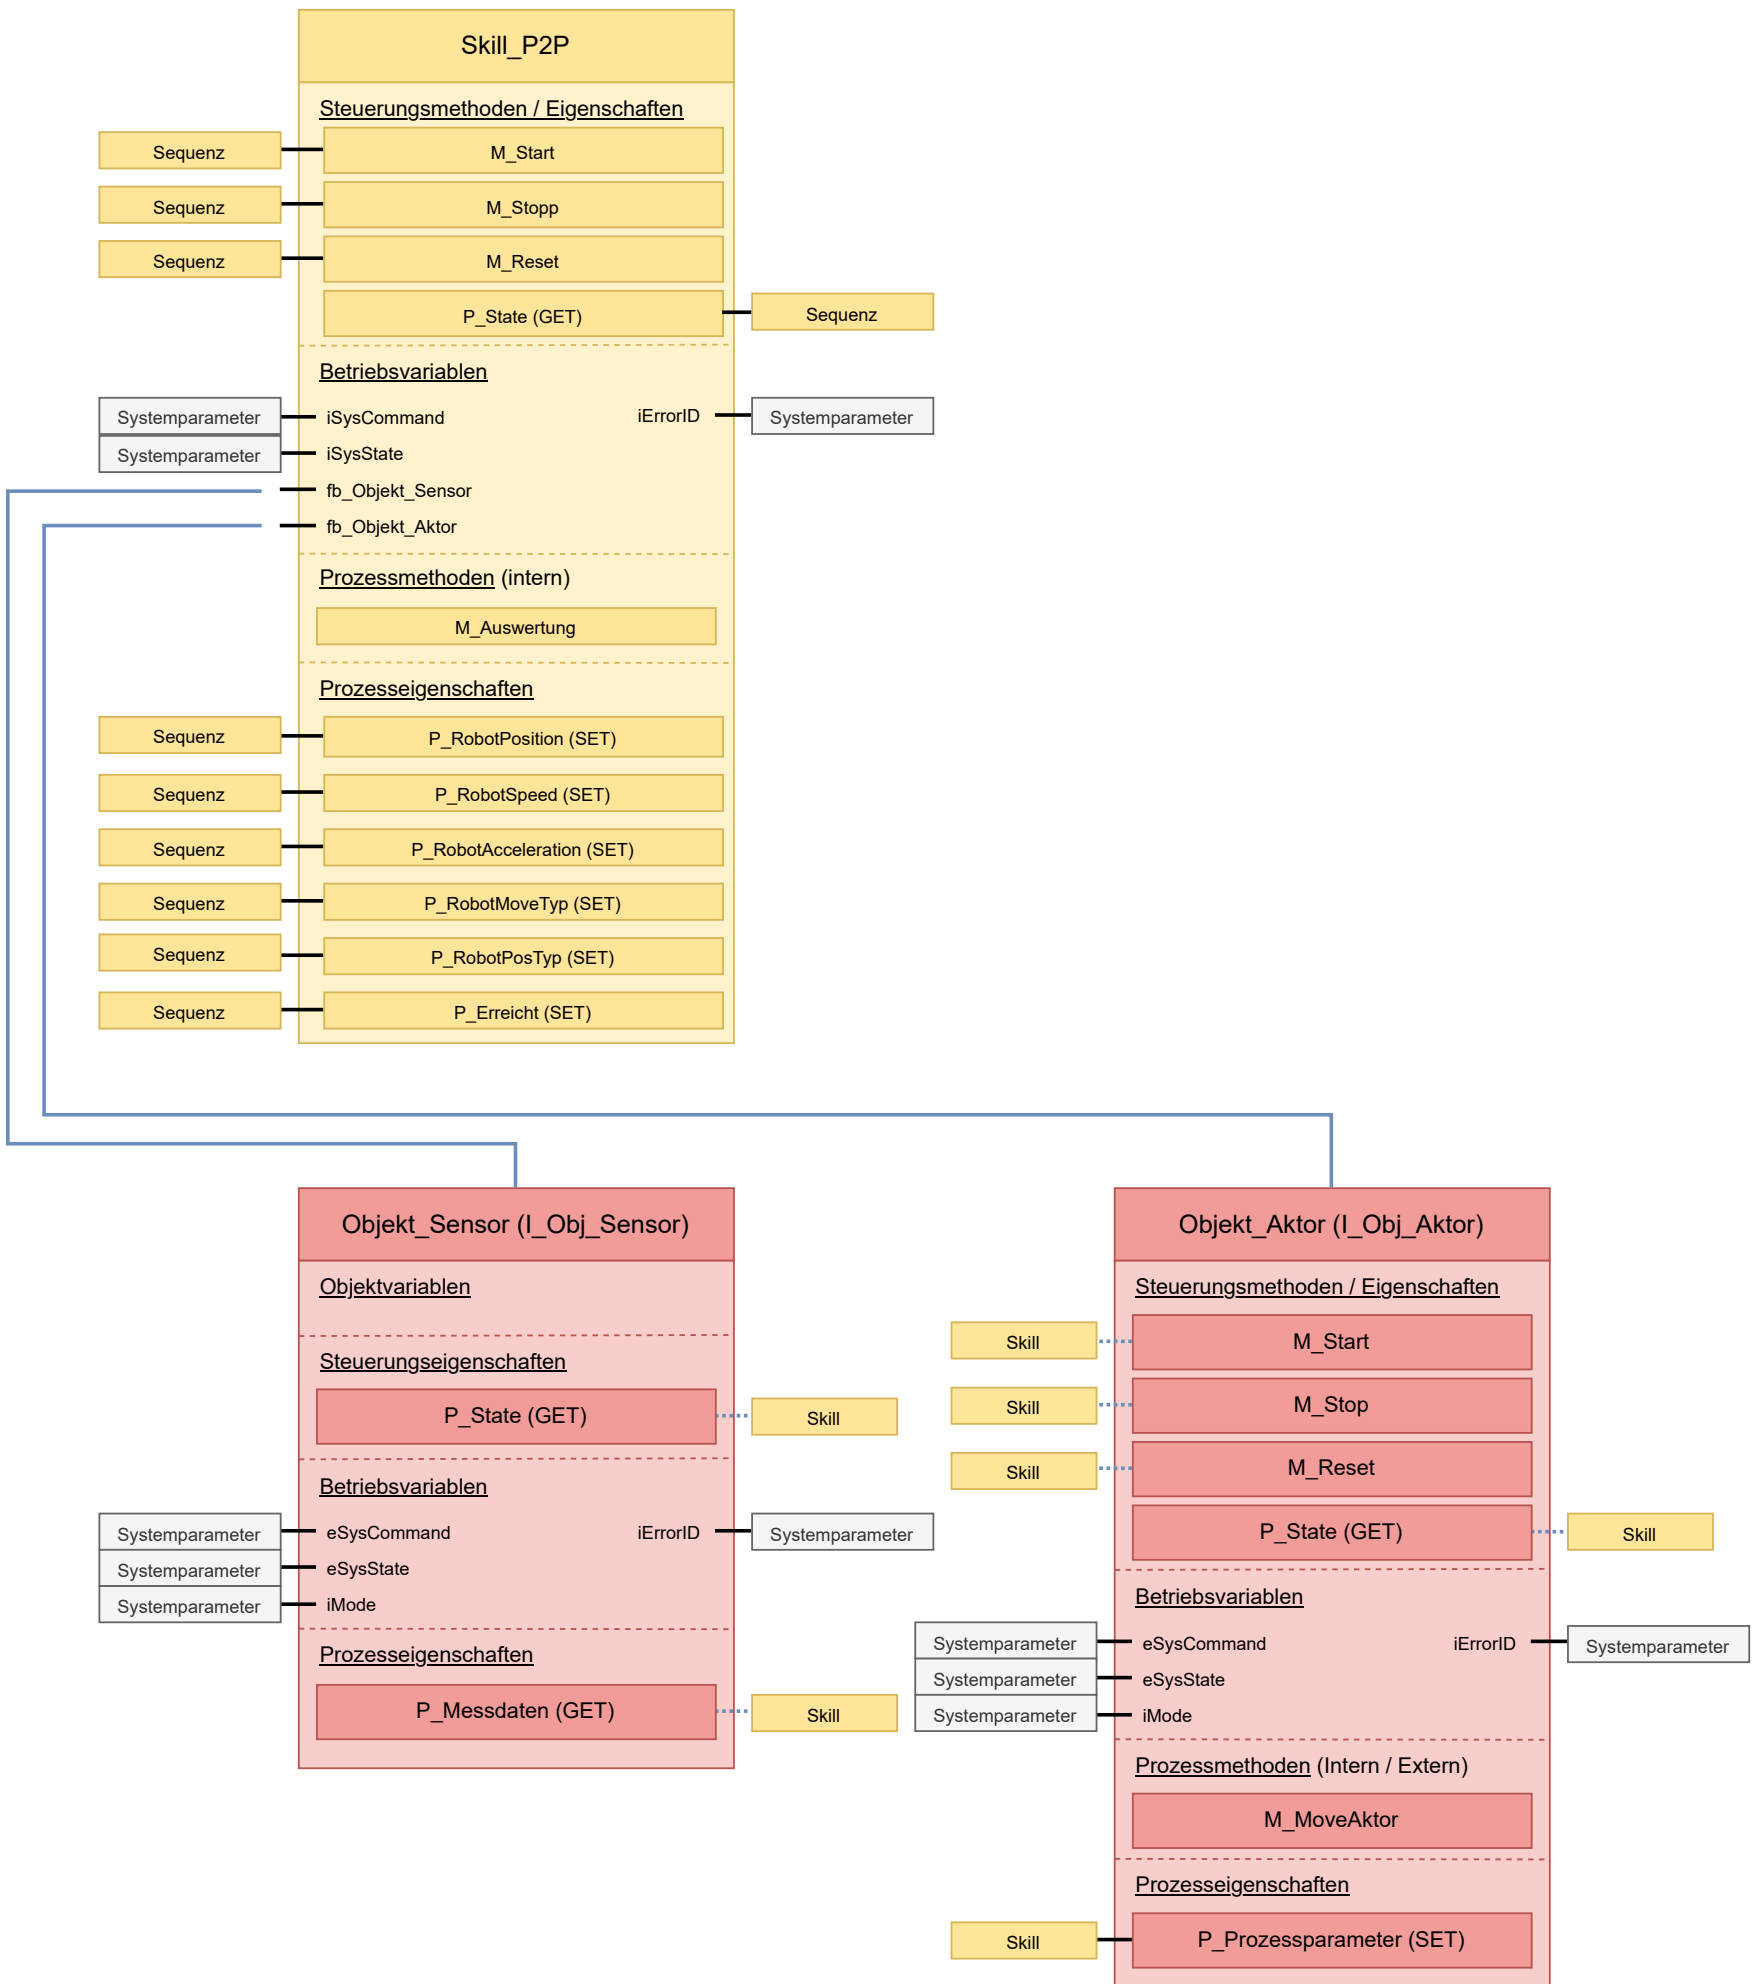 Skill_P2P
Steuerungsmethoden / Eigenschaften
Sequenz M_Start
Sequenz M_Stopp
Sequenz M_Reset
P_State (GET) Sequenz
Betriebsvariablen
Systemparameter iSysCommand iErrorID Systemparameter
Systemparameter iSysState
fb_Objekt_Sensor
fb_Objekt_Aktor
Prozessmethoden (intern)
M_Auswertung
Prozesseigenschaften
Sequenz P_RobotPosition (SET)
Sequenz P_RobotSpeed (SET)
Sequenz P_RobotAcceleration (SET)
Sequenz P_RobotMoveTyp (SET)
Sequenz P_RobotPosTyp (SET)
Sequenz P_Erreicht (SET)
Objekt_Sensor (I_Obj_Sensor)
Objektvariablen
Steuerungseigenschaften
P_State (GET) Skill
Betriebsvariablen
Systemparameter eSysCommand iErrorID Systemparameter
Systemparameter eSysState
Systemparameter iMode
Prozesseigenschaften
P_Messdaten (GET) Skill
Objekt_Aktor (I_Obj_Aktor)
Steuerungsmethoden / Eigenschaften
Skill M_Start
Skill M_Stop
Skill M_Reset
P_State (GET) Skill
Betriebsvariablen
Systemparameter eSysCommand iErrorID Systemparameter
Systemparameter eSysState
Systemparameter iMode
Prozessmethoden (Intern / Extern)
M_MoveAktor
Prozesseigenschaften
Skill P_Prozessparameter (SET)